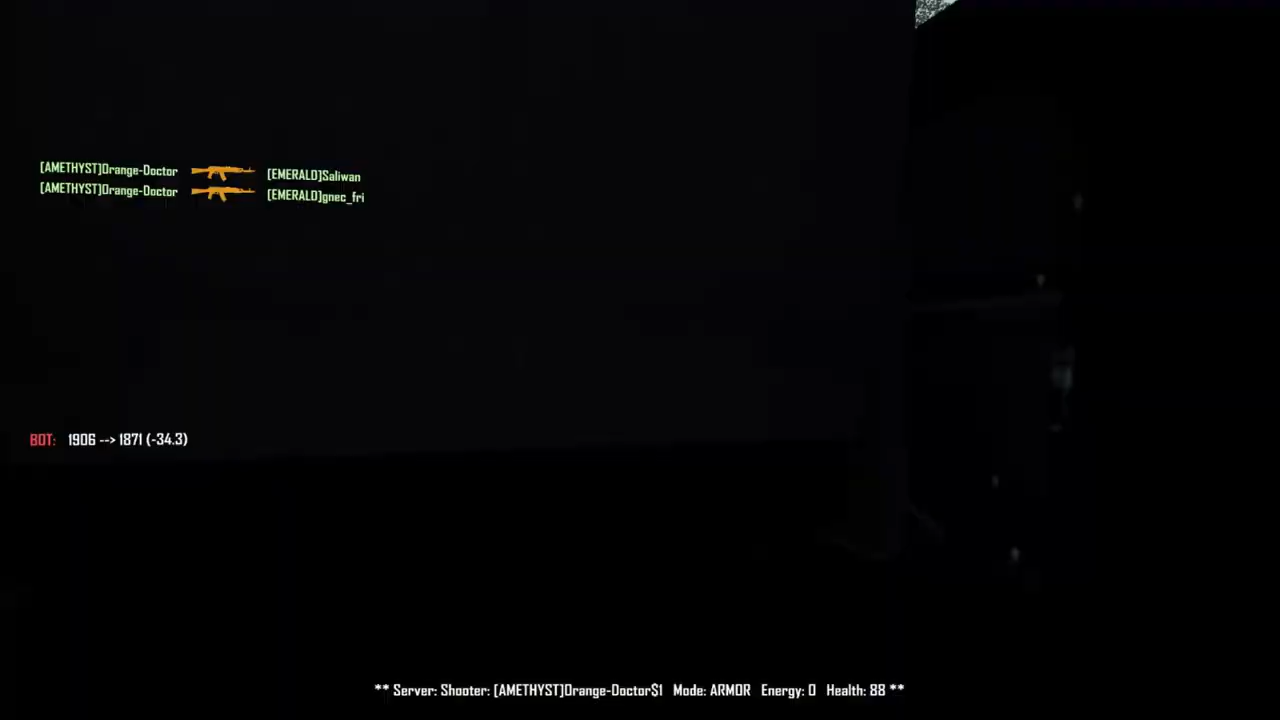 [AMETHYST]Orange-Doctor [EMERALD]Saliwan
[AMETHYST]Orange-Doctor [EMERALD]gnec_fri
BOT: 1906 --> 1871 (-34.3)
** Server: Shooter: [AMETHYST]Orange-Doctor$1 Mode: ARMOR Energy: 0 Health: 88 **